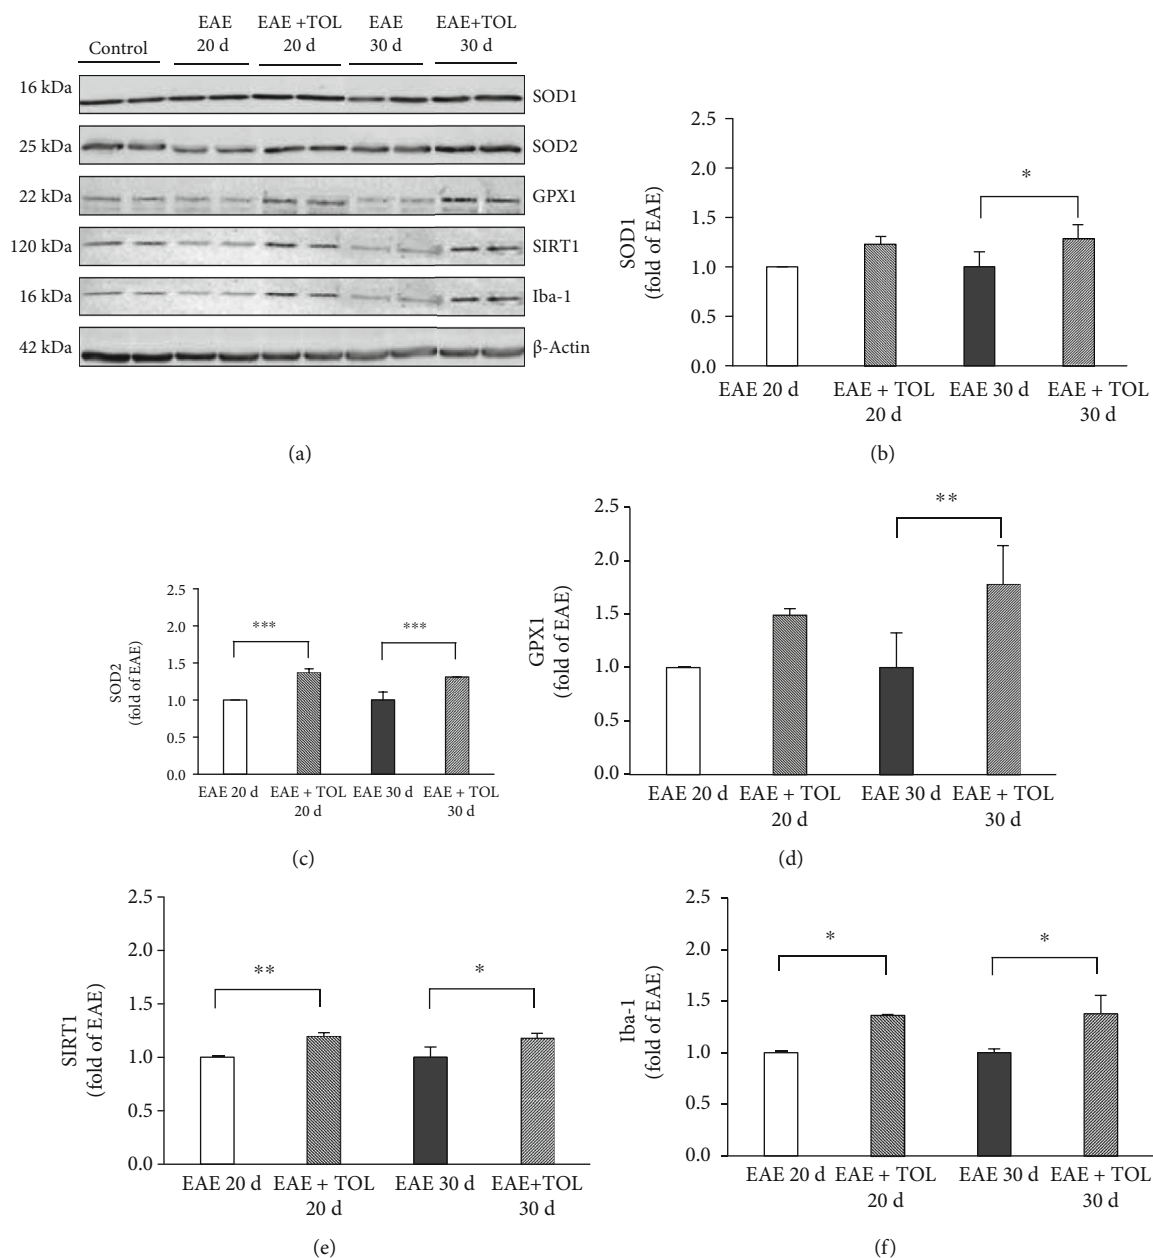 EAE EAE +TOL EAE EAE+TOL
Control 20 d 20 d 30 d 30 d
16 kDa SOD1
25 kDa SOD2
22 kDa GPX1
120 kDa SIRT1
16 kDa Iba-1
42 kDa β-Actin
(a)
SOD1
(fold of EAE)
2.5
2.0
1.5
1.0
0.5
0.0
*
EAE 20 d EAE + TOL EAE 30 d EAE + TOL
20 d 30 d
(b)
SOD2
(fold of EAE)
2.5
2.0
1.5
1.0
0.5
0.0
*** ***
EAE 20 d EAE + TOL EAE 30 d EAE + TOL
20 d 30 d
(c)
GPX1
(fold of EAE)
2.5
2.0
1.5
1.0
0.5
0.0
**
EAE 20 d EAE + TOL EAE 30 d EAE + TOL
20 d 30 d
(d)
SIRT1
(fold of EAE)
2.5
2.0
1.5
1.0
0.5
0.0
** *
EAE 20 d EAE + TOL EAE 30 d EAE+TOL
20 d 30 d
(e)
Iba-1
(fold of EAE)
2.5
2.0
1.5
1.0
0.5
0.0
* *
EAE 20 d EAE + TOL EAE 30 d EAE + TOL
20 d 30 d
(f)